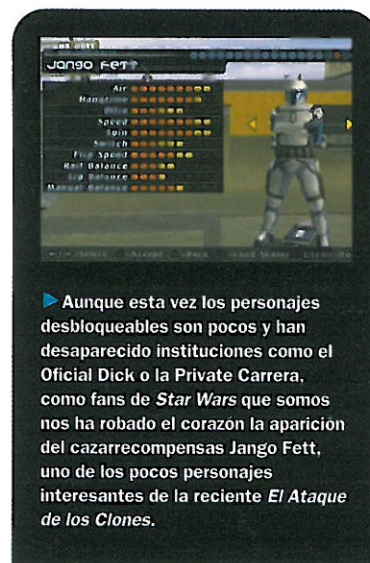 Jango Fett
Air
Hangtime
Ollie
Speed
Spin
Switch
Flip Speed
Rail Balance
Lip Balance
Manual Balance
Aunque esta vez los personajes
desbloqueables son pocos y han
desaparecido instituciones como el
Oficial Dick o la Private Carrera,
como fans de Star Wars que somos
nos ha robado el corazón la aparición
del cazarrecompensas Jango Fett,
uno de los pocos personajes
interesantes de la reciente El Ataque
de los Clones.